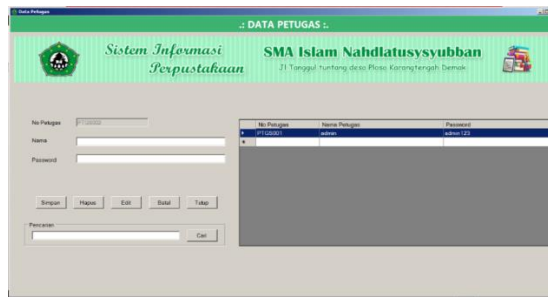 Data Petugas
.: DATA PETUGAS :.
Sistem Informasi
Perpustakaan
SMA Islam Nahdlatusysyubban
Jl Tanggul tuntang desa Ploso Karangtengah Demak
No Petugas
Nama
Password
Simpan Hapus Edit Batal Tutup
Pencarian
Cari
No Petugas Nama Petugas Password
PTGS001 admin admin123